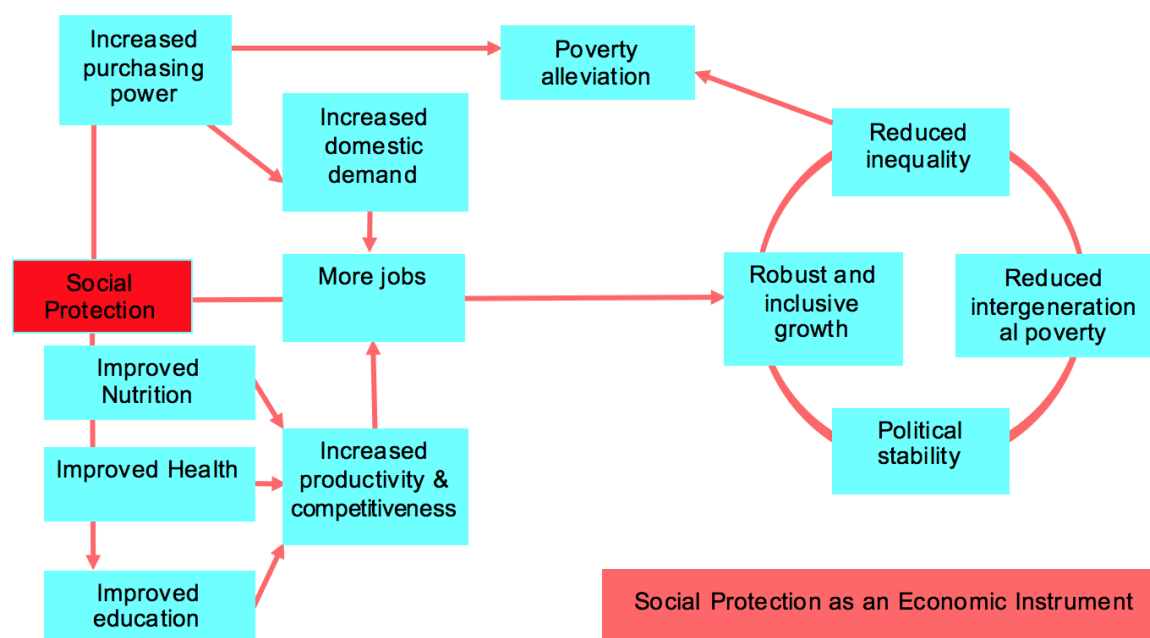 Increased
purchasing
power
Poverty
alleviation
Increased
domestic
demand
Reduced
inequality
Social
Protection
More jobs
Robust and
inclusive
growth
Reduced
intergeneration
al poverty
Improved
Nutrition
Improved Health
Increased
productivity &
competitiveness
Political
stability
Improved
education
Social Protection as an Economic Instrument